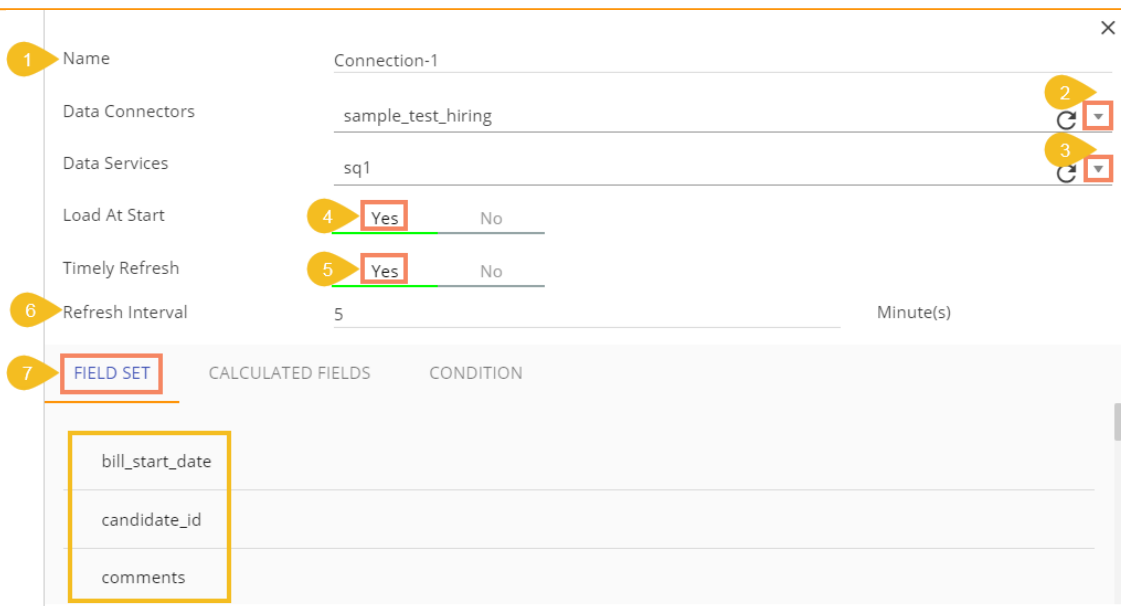 1 Name Connection-1
2
Data Connectors sample_test_hiring
3
Data Services sq1
Load At Start 4 Yes No
Timely Refresh 5 Yes No
6 Refresh Interval 5 Minute(s)
7 FIELD SET CALCULATED FIELDS CONDITION
bill_start_date
candidate_id
comments